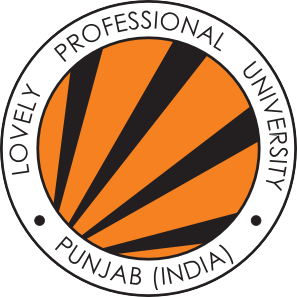 LOVELY PROFESSIONAL UNIVERSITY
PUNJAB (INDIA)